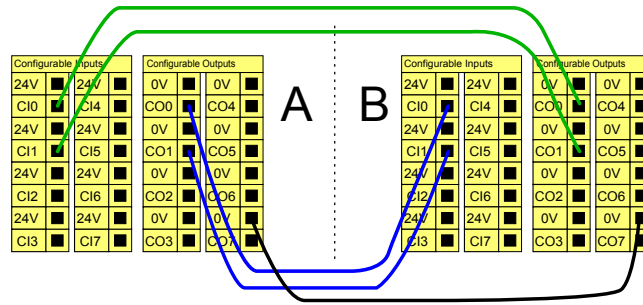 Configurable Inputs
24V 24V
CI0 CI4
24V 24V
CI1 CI5
24V 24V
CI2 CI6
24V 24V
CI3 CI7
Configurable Outputs
0V 0V
CO0 CO4
0V 0V
CO1 CO5
0V 0V
CO2 CO6
0V 0V
CO3 CO7
A
B
Configurable Inputs
24V 24V
CI0 CI4
24V 24V
CI1 CI5
24V 24V
CI2 CI6
24V 24V
CI3 CI7
Configurable Outputs
0V 0V
CO0 CO4
0V 0V
CO1 CO5
0V 0V
CO2 CO6
0V 0V
CO3 CO7